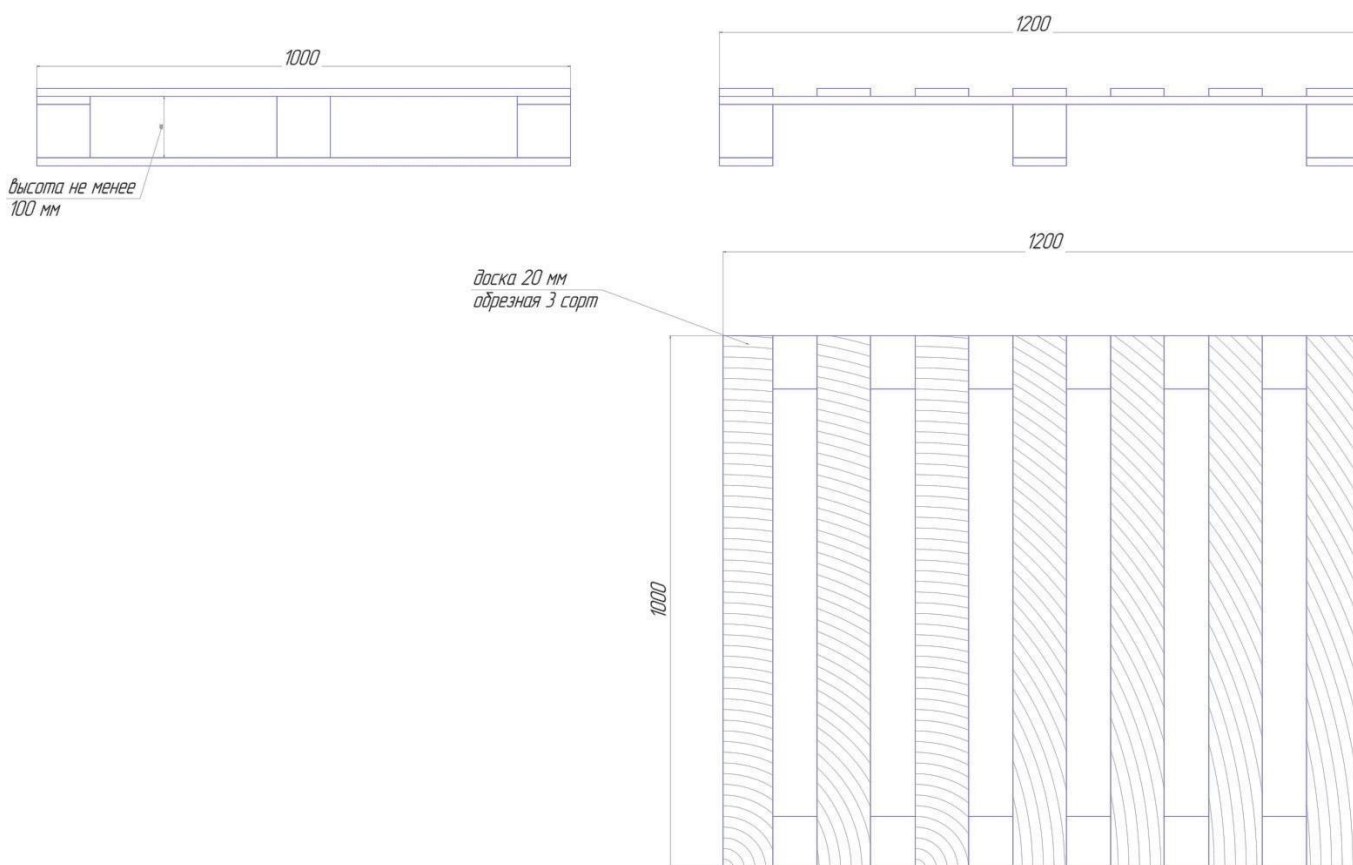 1000
1200
высота не менее
100 мм
1200
доска 20 мм
обрезная 3 сорт
1000